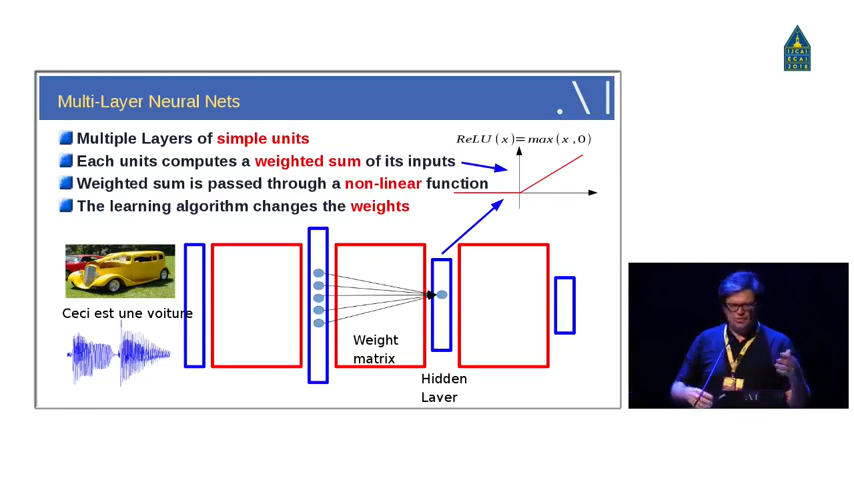 IJCAI
ECAI
2018
Multi-Layer Neural Nets
Multiple Layers of simple units
ReLU(x)=max(x,0)
Each units computes a weighted sum of its inputs
Weighted sum is passed through a non-linear function
The learning algorithm changes the weights
Ceci est une voiture
Weight
matrix
Hidden
Layer